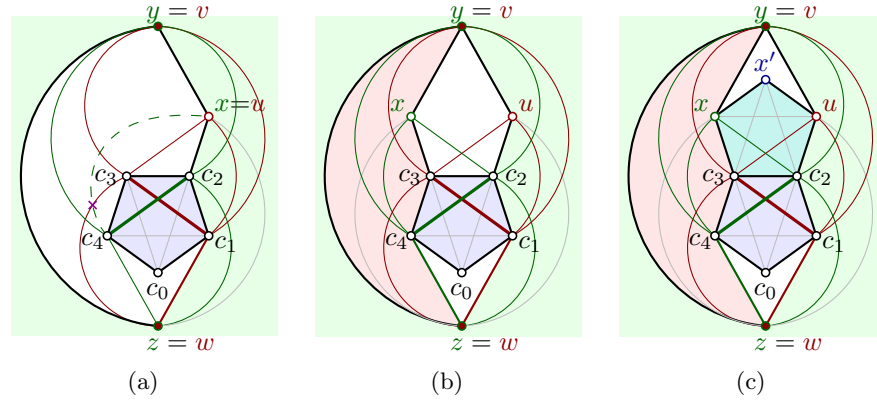 y = v
x=u
c₃
c₂
c₄
c₁
c₀
z = w
(a)
y = v
x
u
c₃
c₂
c₄
c₁
c₀
z = w
(b)
y = v
x′
x
u
c₃
c₂
c₄
c₁
c₀
z = w
(c)